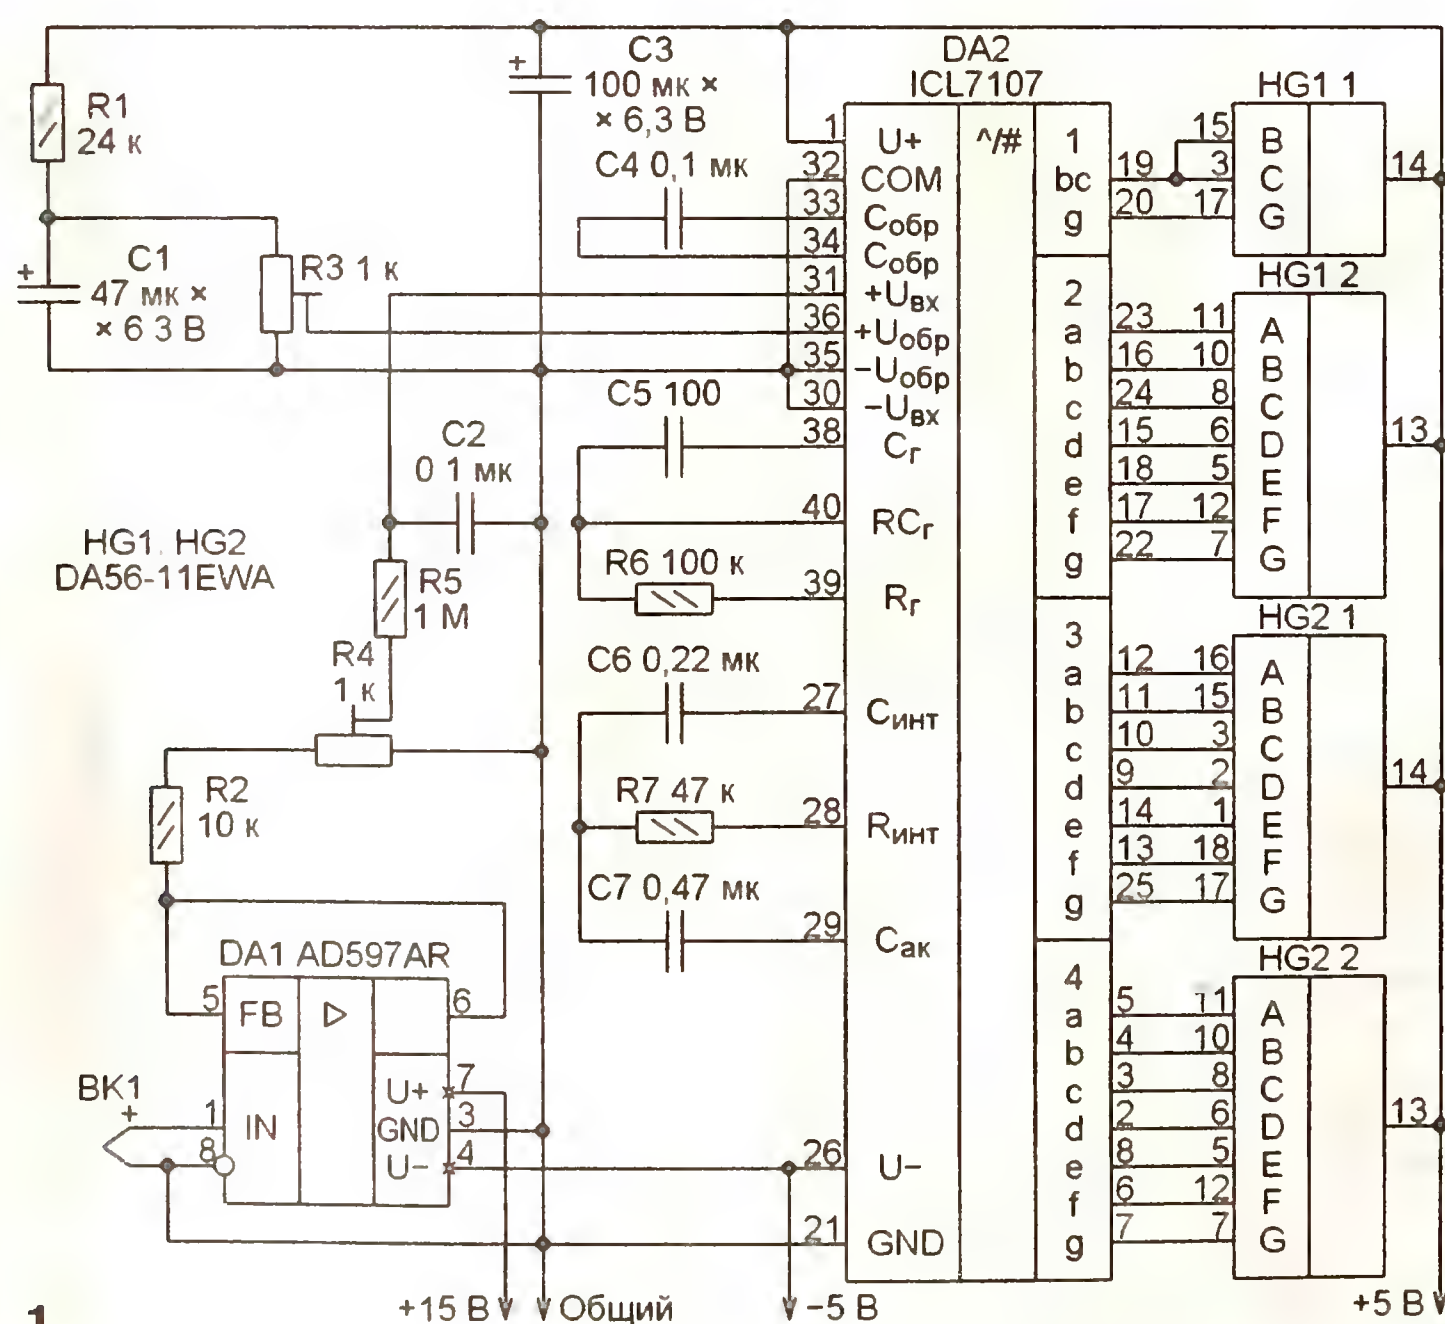 C3
100 мк ×
× 6,3 В
DA2
ICL7107
HG1 1
R1
24 к
C4 0,1 мк
C1
47 мк ×
× 6 3 В
R3 1 к
C5 100
C2
0 1 мк
HG1. HG2
DA56-11EWA
R5
1 М
R4
1 к
R6 100 к
C6 0,22 мк
R2
10 к
R7 47 к
C7 0,47 мк
DA1 AD597AR
5 FB ▷ 6
BK1
+
1
8
IN
U+ 7
GND 3
U− 4
1 U+
32 COM
33 Cобр
34 Cобр
31 +Uвх
36 +Uобр
35 −Uобр
30 −Uвх
38 Cг
40 RCг
39 Rг
27 Cинт
28 Rинт
29 Cак
26 U−
21 GND
^/#
1
bc 19 15 B
3 C 14
g 20 17 G
HG1 2
2
a 23 11 A
b 16 10 B
c 24 8 C
d 15 6 D 13
e 18 5 E
f 17 12 F
g 22 7 G
HG2 1
3
a 12 16 A
b 11 15 B
c 10 3 C
d 9 2 D 14
e 14 1 E
f 13 18 F
g 25 17 G
HG2 2
4
a 5 11 A
b 4 10 B
c 3 8 C
d 2 6 D 13
e 8 5 E
f 6 12 F
g 7 7 G
+15 В
Общий
−5 В
+5 В